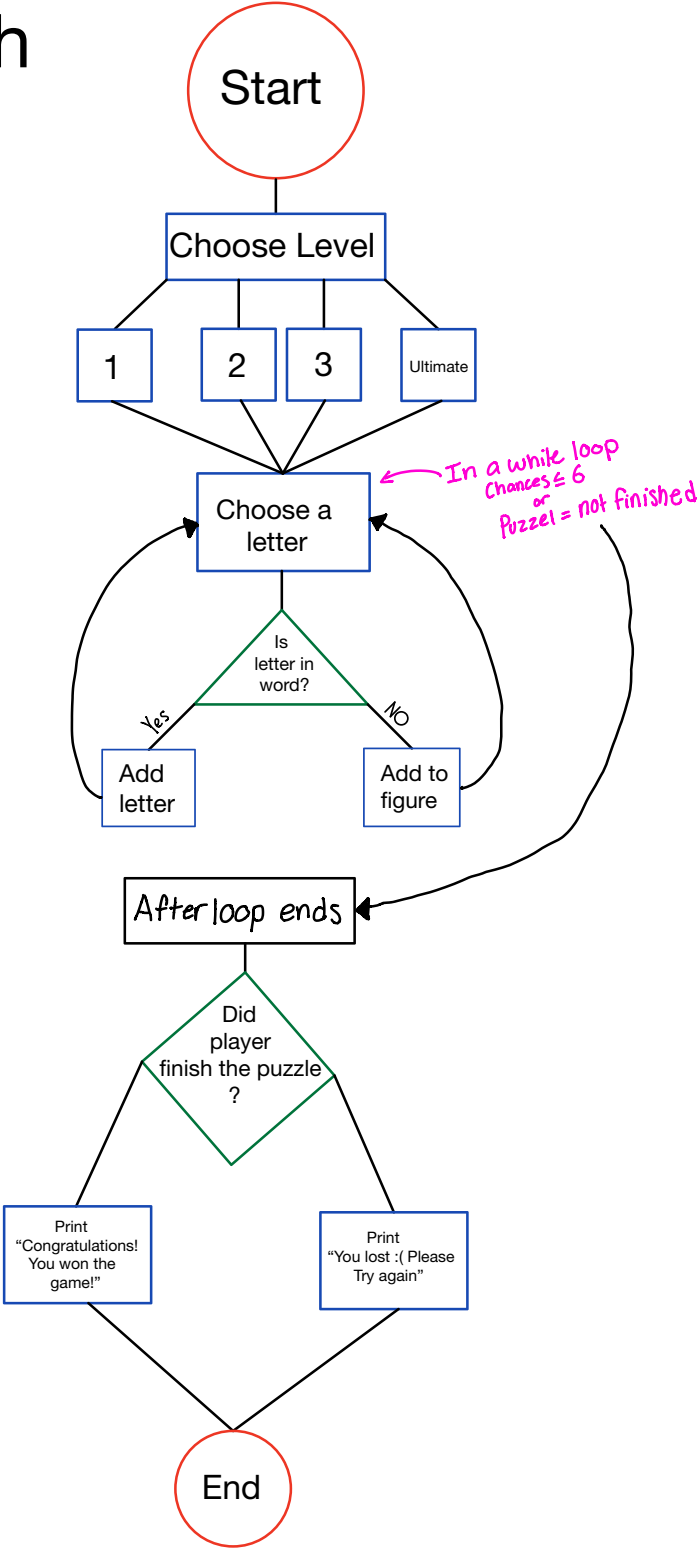 h
Start
Choose Level
1
2
3
Ultimate
In a while loop
Chances ≤ 6
or
Puzzel = not finished
Choose a
letter
Is
letter in
word?
Yes
NO
Add
letter
Add to
figure
After loop ends
Did
player
finish the puzzle
?
Print
“Congratulations!
You won the
game!”
Print
“You lost :( Please
Try again”
End